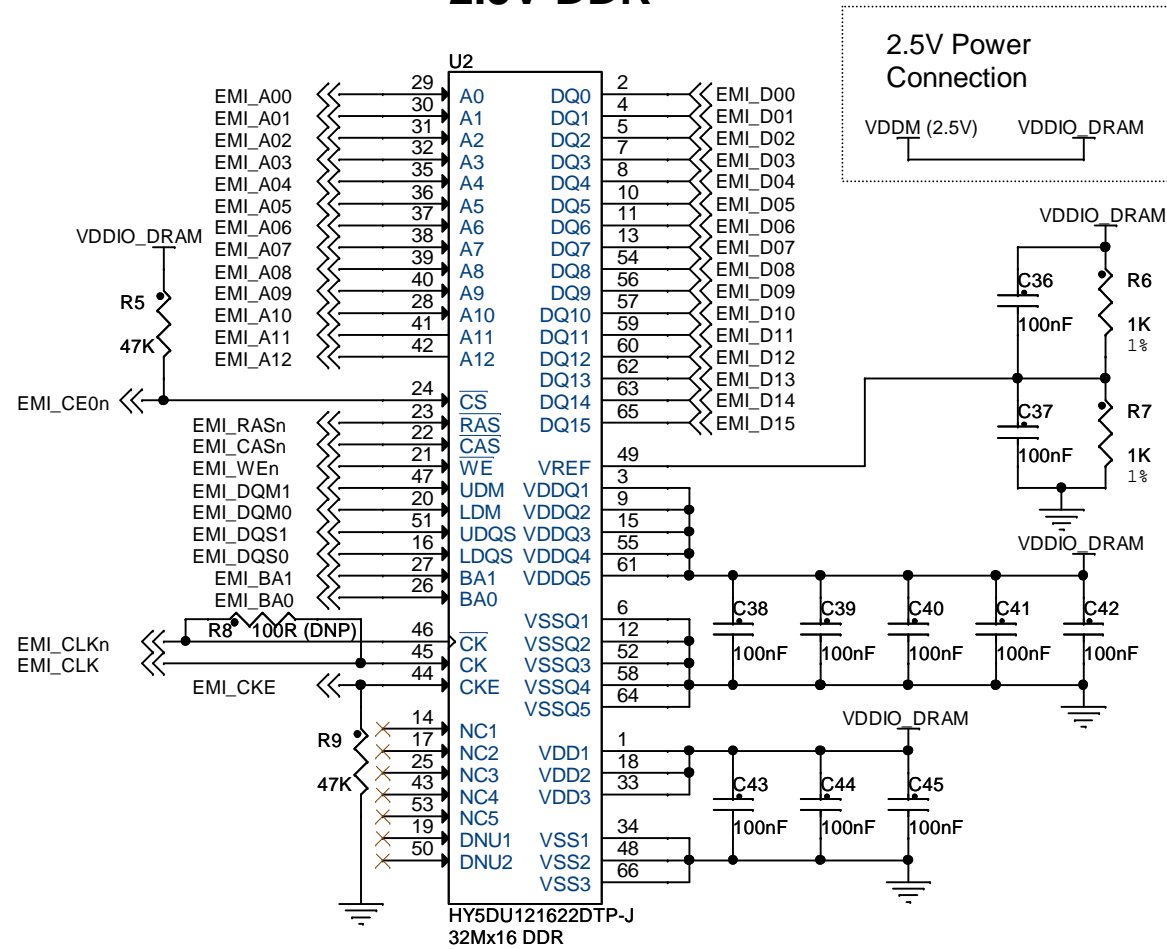 2.5V DDR
2.5V Power
Connection
VDDM (2.5V) VDDIO_DRAM
U2
EMI_A00 29 A0 DQ0 2 EMI_D00
EMI_A01 30 A1 DQ1 4 EMI_D01
EMI_A02 31 A2 DQ2 5 EMI_D02
EMI_A03 32 A3 DQ3 7 EMI_D03
EMI_A04 35 A4 DQ4 8 EMI_D04
EMI_A05 36 A5 DQ5 10 EMI_D05
EMI_A06 37 A6 DQ6 11 EMI_D06
EMI_A07 38 A7 DQ7 13 EMI_D07
EMI_A08 39 A8 DQ8 54 EMI_D08
EMI_A09 40 A9 DQ9 56 EMI_D09
EMI_A10 28 A10 DQ10 57 EMI_D10
EMI_A11 41 A11 DQ11 59 EMI_D11
EMI_A12 42 A12 DQ12 60 EMI_D12
DQ13 62 EMI_D13
EMI_CE0n 24 CS DQ14 63 EMI_D14
EMI_RASn 23 RAS DQ15 65 EMI_D15
EMI_CASn 22 CAS
EMI_WEn 21 WE VREF 49
EMI_DQM1 47 UDM VDDQ1 3
EMI_DQM0 20 LDM VDDQ2 9
EMI_DQS1 51 UDQS VDDQ3 15
EMI_DQS0 16 LDQS VDDQ4 55
EMI_BA1 27 BA1 VDDQ5 61
EMI_BA0 26 BA0
VSSQ1 6
EMI_CLKn 46 CK VSSQ2 12
EMI_CLK 45 CK VSSQ3 52
EMI_CKE 44 CKE VSSQ4 58
VSSQ5 64
14 NC1
17 NC2 VDD1 1
25 NC3 VDD2 18
43 NC4 VDD3 33
53 NC5
19 DNU1 VSS1 34
50 DNU2 VSS2 48
VSS3 66
HY5DU121622DTP-J
32Mx16 DDR
VDDIO_DRAM
R5
47K
R8 100R (DNP)
R9
47K
VDDIO_DRAM
C36 R6
100nF 1K
1%
C37 R7
100nF 1K
1%
VDDIO_DRAM
C38 C39 C40 C41 C42
100nF 100nF 100nF 100nF 100nF
VDDIO_DRAM
C43 C44 C45
100nF 100nF 100nF